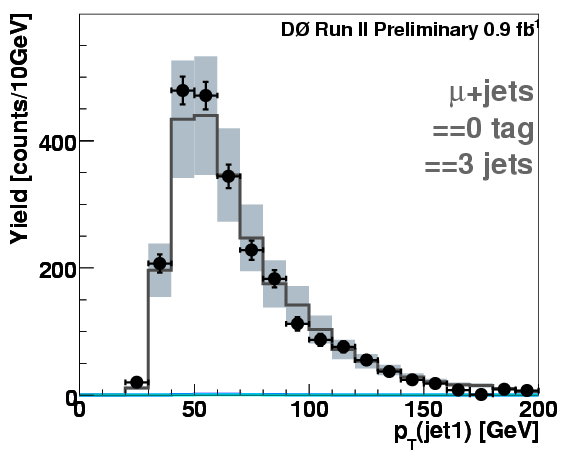 DØ Run II Preliminary 0.9 fb⁻¹
μ+jets
==0 tag
==3 jets
Yield [counts/10GeV]
400
200
0
0 50 100 150 200
p_T(jet1) [GeV]